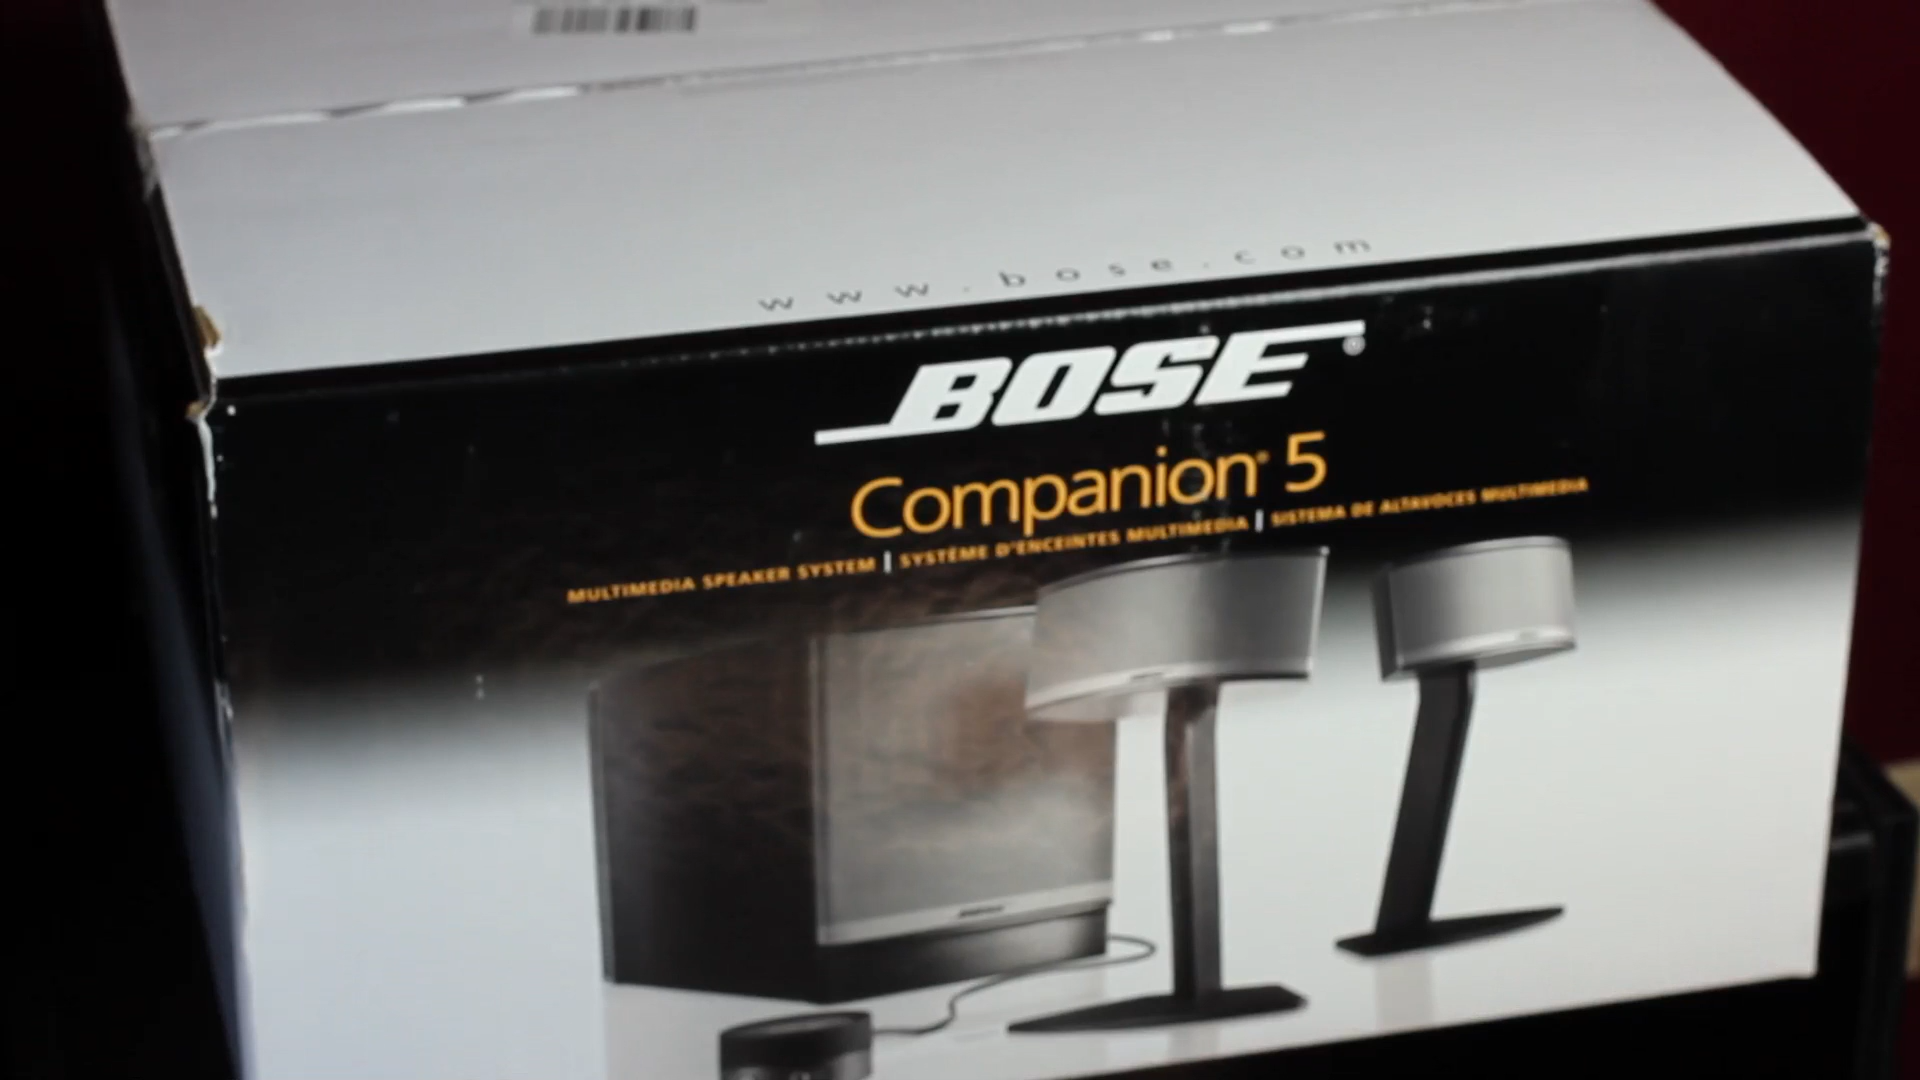 www.bose.com
BOSE®
Companion® 5
MULTIMEDIA SPEAKER SYSTEM | SYSTÈME D'ENCEINTES MULTIMEDIA | SISTEMA DE ALTAVOCES MULTIMEDIA